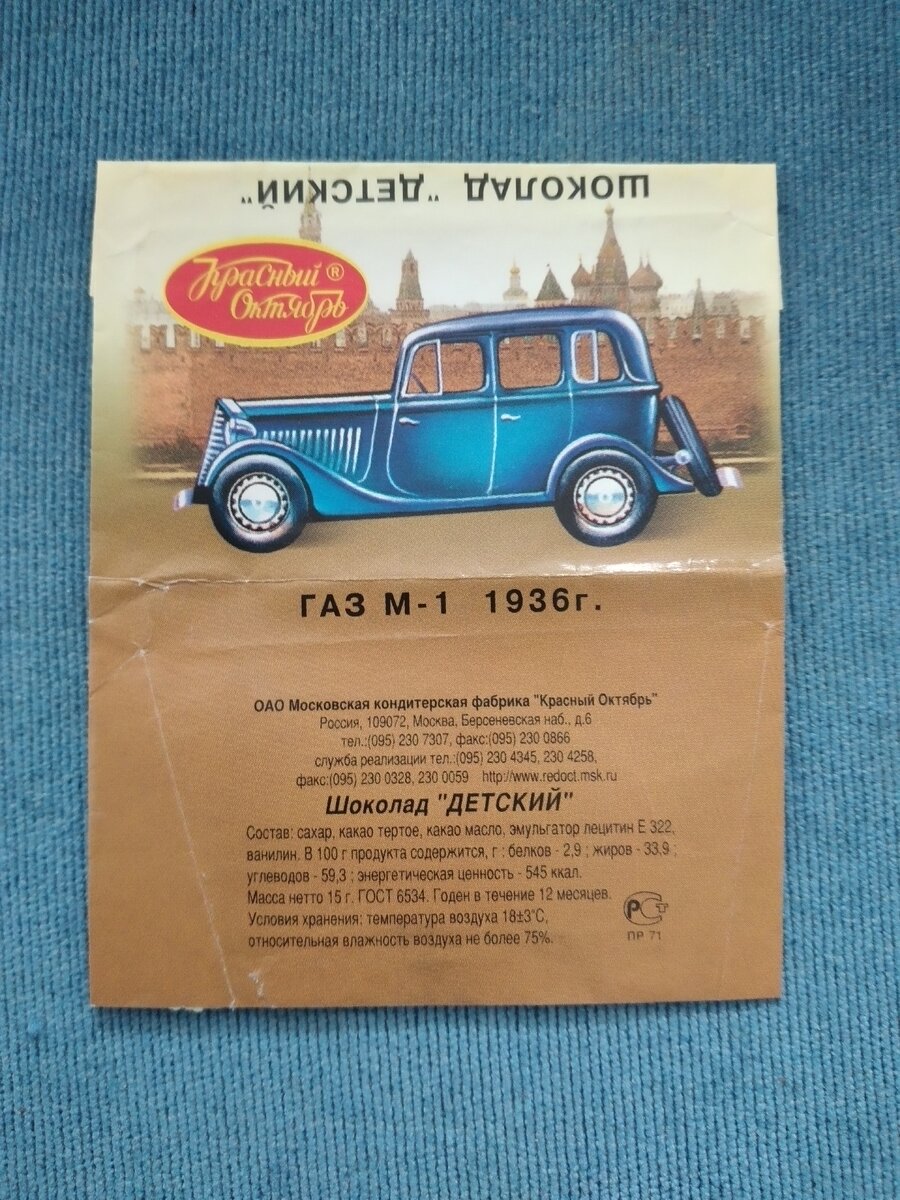 ШОКОЛАД "ДЕТСКИЙ"
Красный ®
Октябрь
ГАЗ М-1 1936г.
ОАО Московская кондитерская фабрика "Красный Октябрь"
Россия, 109072, Москва, Берсеневская наб., д.6
тел.:(095) 230 7307, факс:(095) 230 0866
служба реализации тел.:(095) 230 4345, 230 4258,
факс:(095) 230 0328, 230 0059 http://www.redoct.msk.ru
Шоколад "ДЕТСКИЙ"
Состав: сахар, какао тертое, какао масло, эмульгатор лецитин Е 322,
ванилин. В 100 г продукта содержится, г : белков - 2,9 ; жиров - 33,9 ;
углеводов - 59,3 ; энергетическая ценность - 545 ккал.
Масса нетто 15 г. ГОСТ 6534. Годен в течение 12 месяцев.
Условия хранения: температура воздуха 18±3°С,
относительная влажность воздуха не более 75%.
РСТ
ПР 71